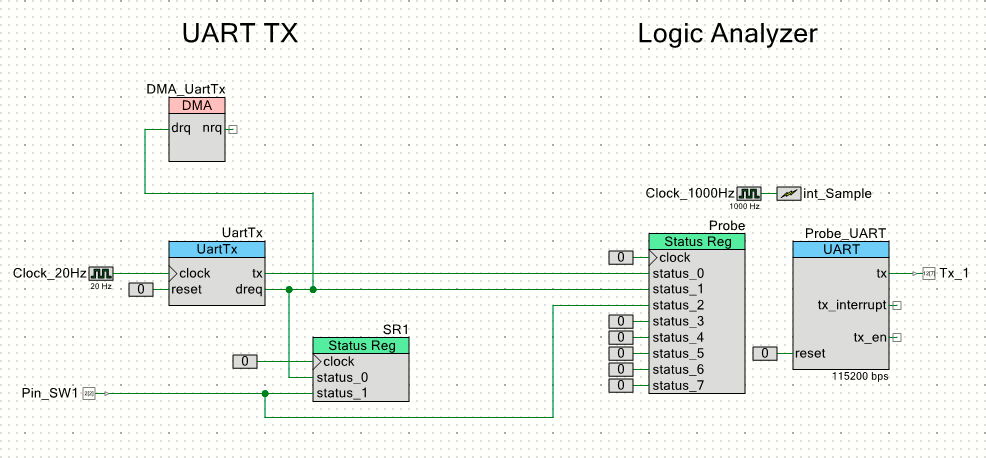 UART TX
Logic Analyzer
DMA_UartTx
DMA
drq nrq
Clock_1000Hz int_Sample
1000 Hz
UartTx
UartTx
Clock_20Hz
20 Hz
clock tx
0 reset dreq
Probe
Status Reg
0 clock
status_0
status_1
status_2
0 status_3
0 status_4
0 status_5
0 status_6
0 status_7
Probe_UART
UART
tx Tx_1
tx_interrupt
tx_en
0 reset
115200 bps
SR1
Status Reg
0 clock
status_0
status_1
Pin_SW1